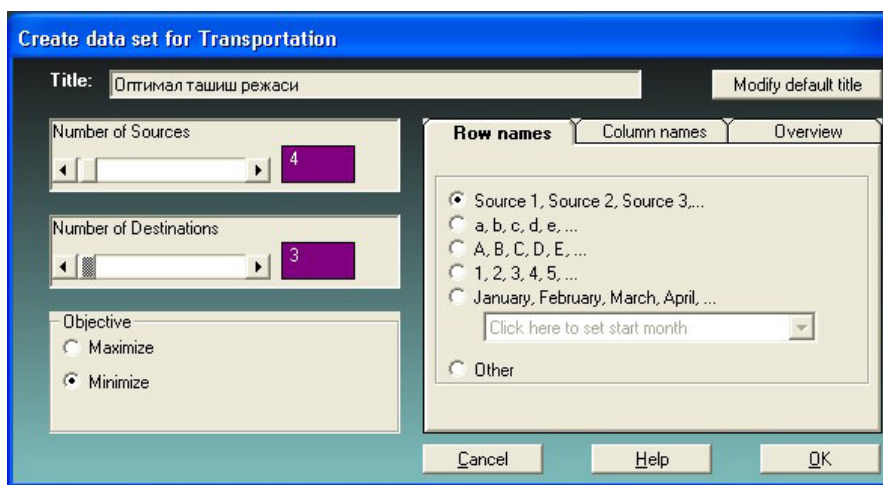 Create data set for Transportation
Title: Оптимал ташиш режаси
Modify default title
Number of Sources
4
Number of Destinations
3
Objective
Maximize
Minimize
Row names Column names Overview
Source 1, Source 2, Source 3,...
a, b, c, d, e, ...
A, B, C, D, E, ...
1, 2, 3, 4, 5, ...
January, February, March, April, ...
Click here to set start month
Other
Cancel Help OK